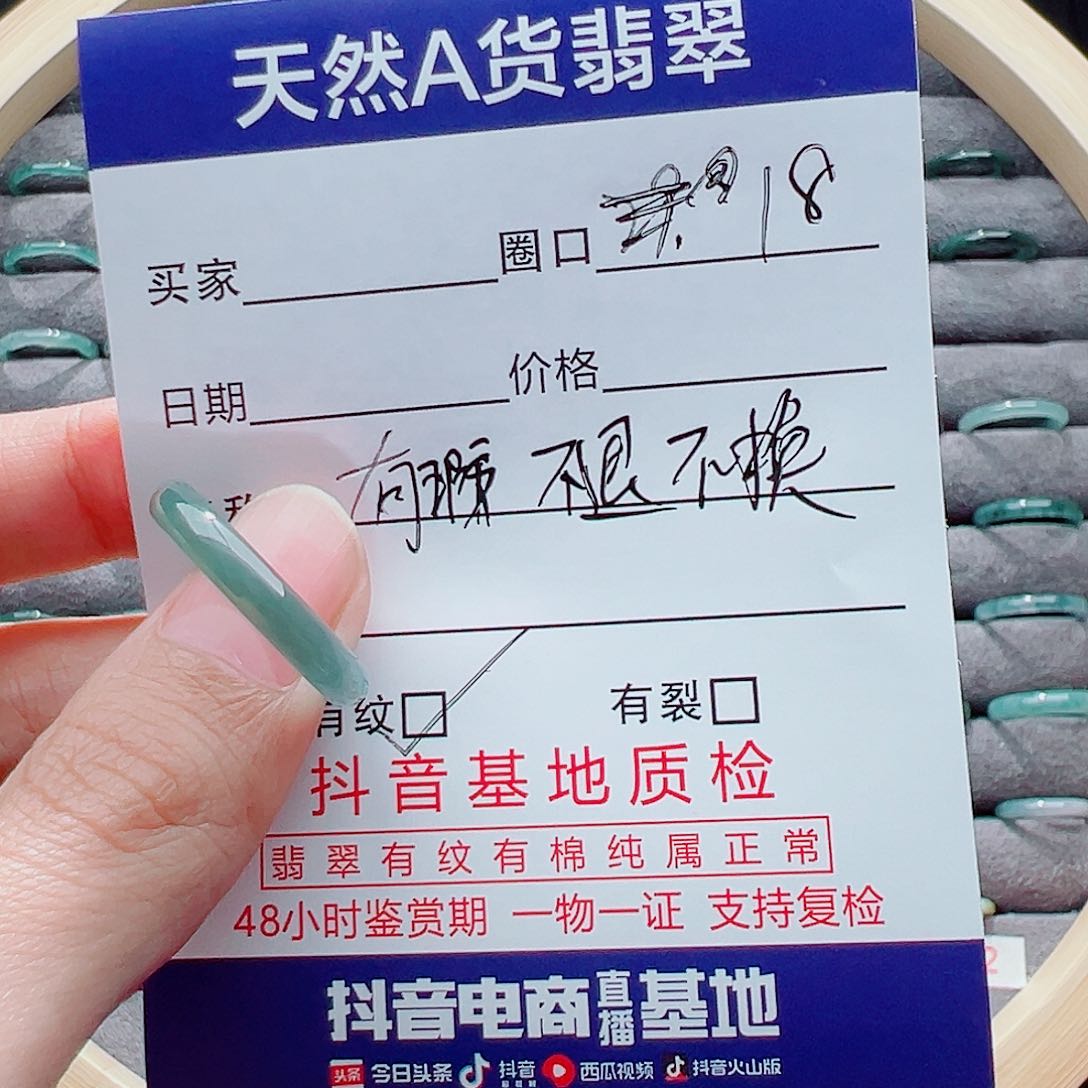 天然A货翡翠
买家 圈口 18
日期 价格
有瑕疵 不退不换
有纹 有裂
抖音基地质检
翡翠有纹有棉纯属正常
48小时鉴赏期 一物一证 支持复检
抖音电商直播基地
头条 今日头条 抖音 西瓜视频 抖音火山版
2